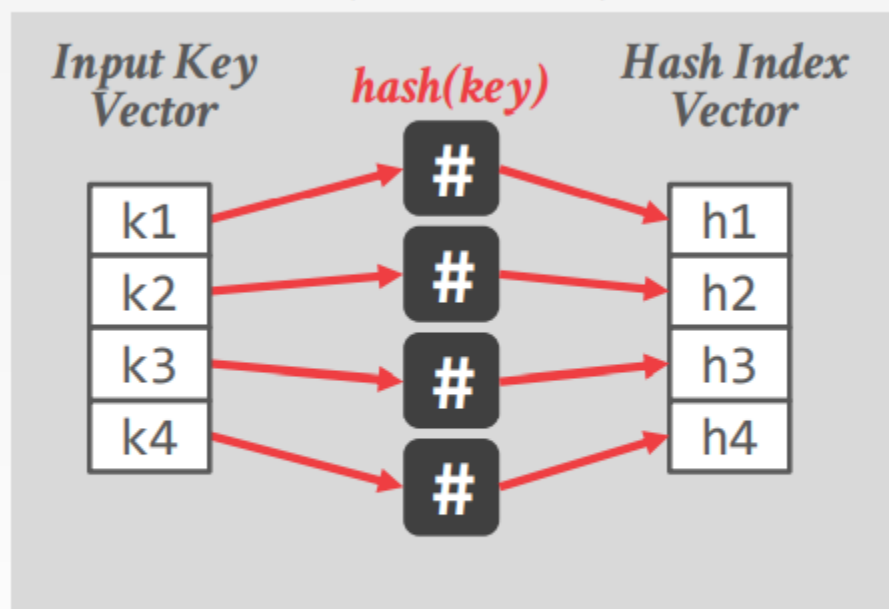 Input Key
Vector
hash(key)
Hash Index
Vector
k1
k2
k3
k4
#
#
#
#
h1
h2
h3
h4